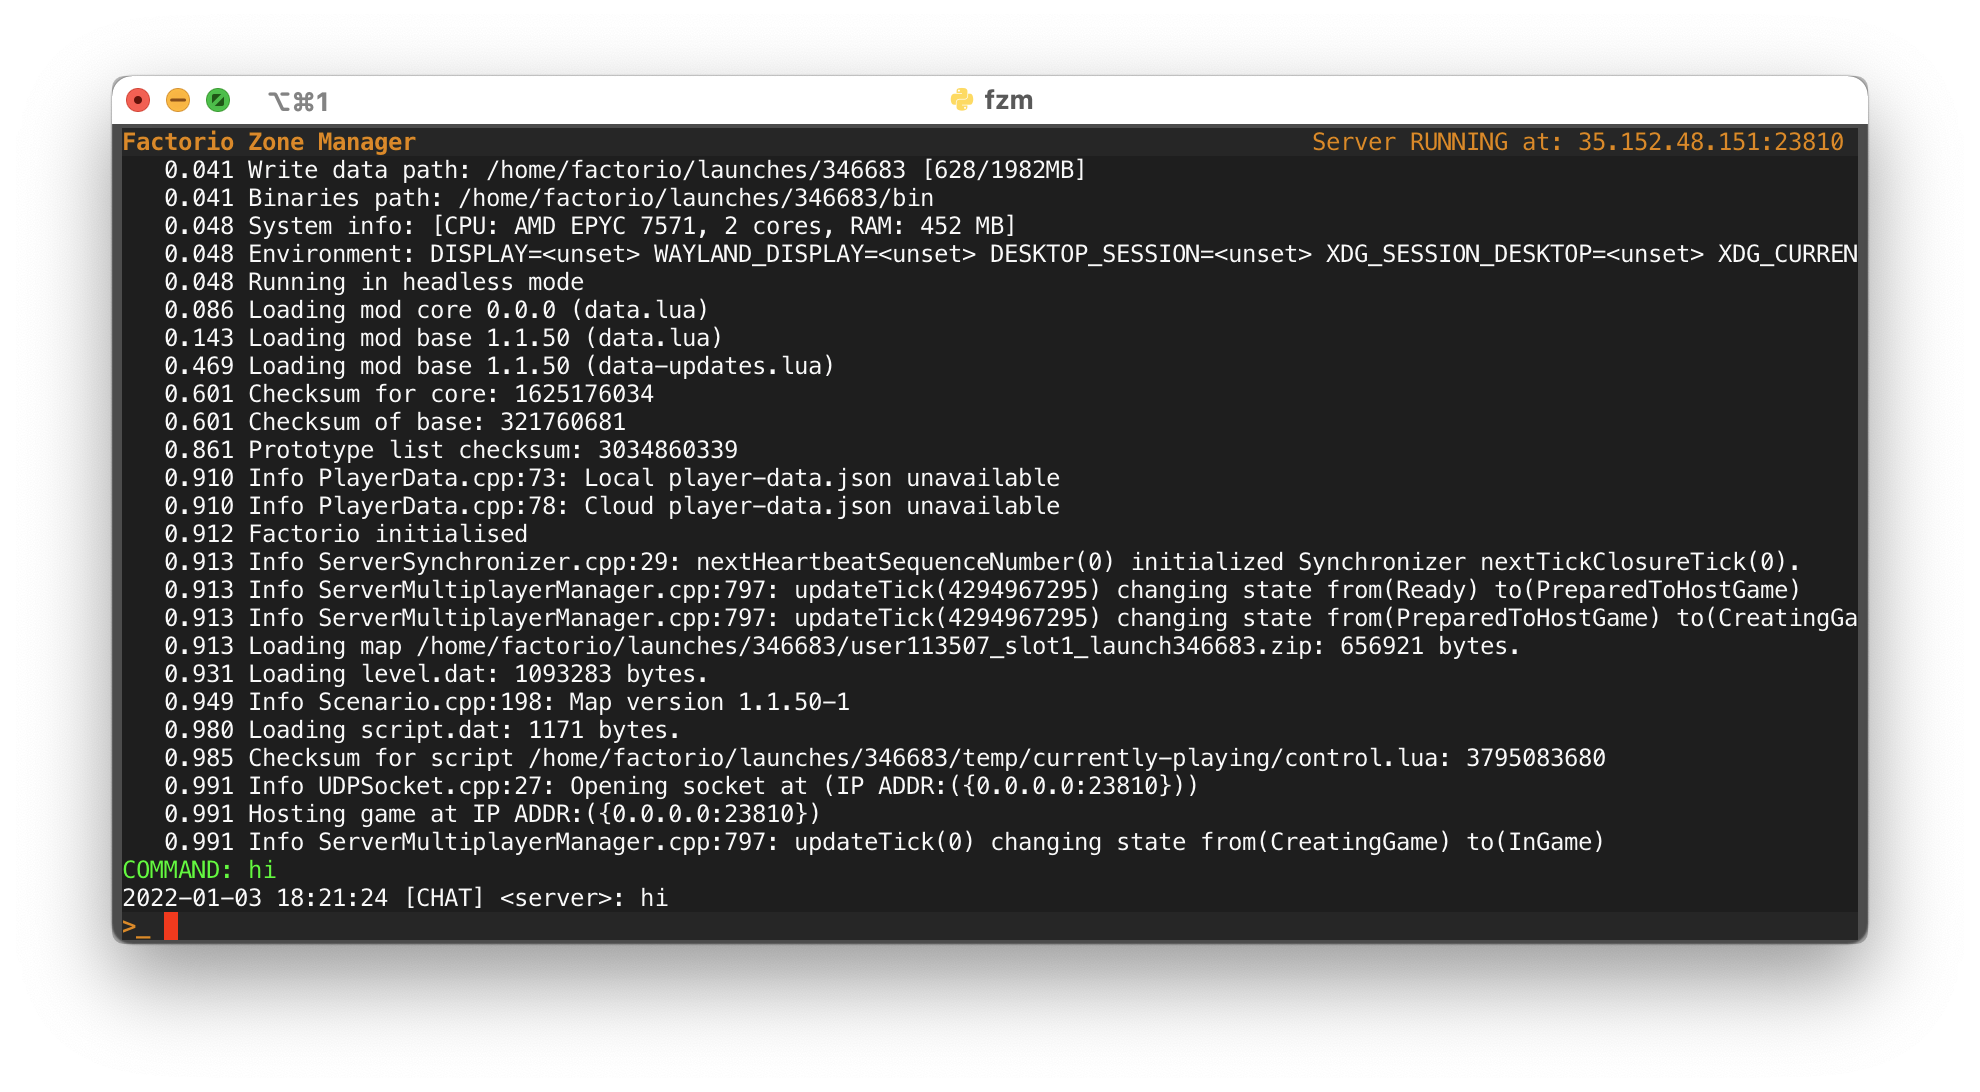 ⌥⌘1 fzm
Factorio Zone Manager Server RUNNING at: 35.152.48.151:23810
0.041 Write data path: /home/factorio/launches/346683 [628/1982MB]
0.041 Binaries path: /home/factorio/launches/346683/bin
0.048 System info: [CPU: AMD EPYC 7571, 2 cores, RAM: 452 MB]
0.048 Environment: DISPLAY=<unset> WAYLAND_DISPLAY=<unset> DESKTOP_SESSION=<unset> XDG_SESSION_DESKTOP=<unset> XDG_CURREN
0.048 Running in headless mode
0.086 Loading mod core 0.0.0 (data.lua)
0.143 Loading mod base 1.1.50 (data.lua)
0.469 Loading mod base 1.1.50 (data-updates.lua)
0.601 Checksum for core: 1625176034
0.601 Checksum of base: 321760681
0.861 Prototype list checksum: 3034860339
0.910 Info PlayerData.cpp:73: Local player-data.json unavailable
0.910 Info PlayerData.cpp:78: Cloud player-data.json unavailable
0.912 Factorio initialised
0.913 Info ServerSynchronizer.cpp:29: nextHeartbeatSequenceNumber(0) initialized Synchronizer nextTickClosureTick(0).
0.913 Info ServerMultiplayerManager.cpp:797: updateTick(4294967295) changing state from(Ready) to(PreparedToHostGame)
0.913 Info ServerMultiplayerManager.cpp:797: updateTick(4294967295) changing state from(PreparedToHostGame) to(CreatingGa
0.913 Loading map /home/factorio/launches/346683/user113507_slot1_launch346683.zip: 656921 bytes.
0.931 Loading level.dat: 1093283 bytes.
0.949 Info Scenario.cpp:198: Map version 1.1.50-1
0.980 Loading script.dat: 1171 bytes.
0.985 Checksum for script /home/factorio/launches/346683/temp/currently-playing/control.lua: 3795083680
0.991 Info UDPSocket.cpp:27: Opening socket at (IP ADDR:({0.0.0.0:23810}))
0.991 Hosting game at IP ADDR:({0.0.0.0:23810})
0.991 Info ServerMultiplayerManager.cpp:797: updateTick(0) changing state from(CreatingGame) to(InGame)
COMMAND: hi
2022-01-03 18:21:24 [CHAT] <server>: hi
>_